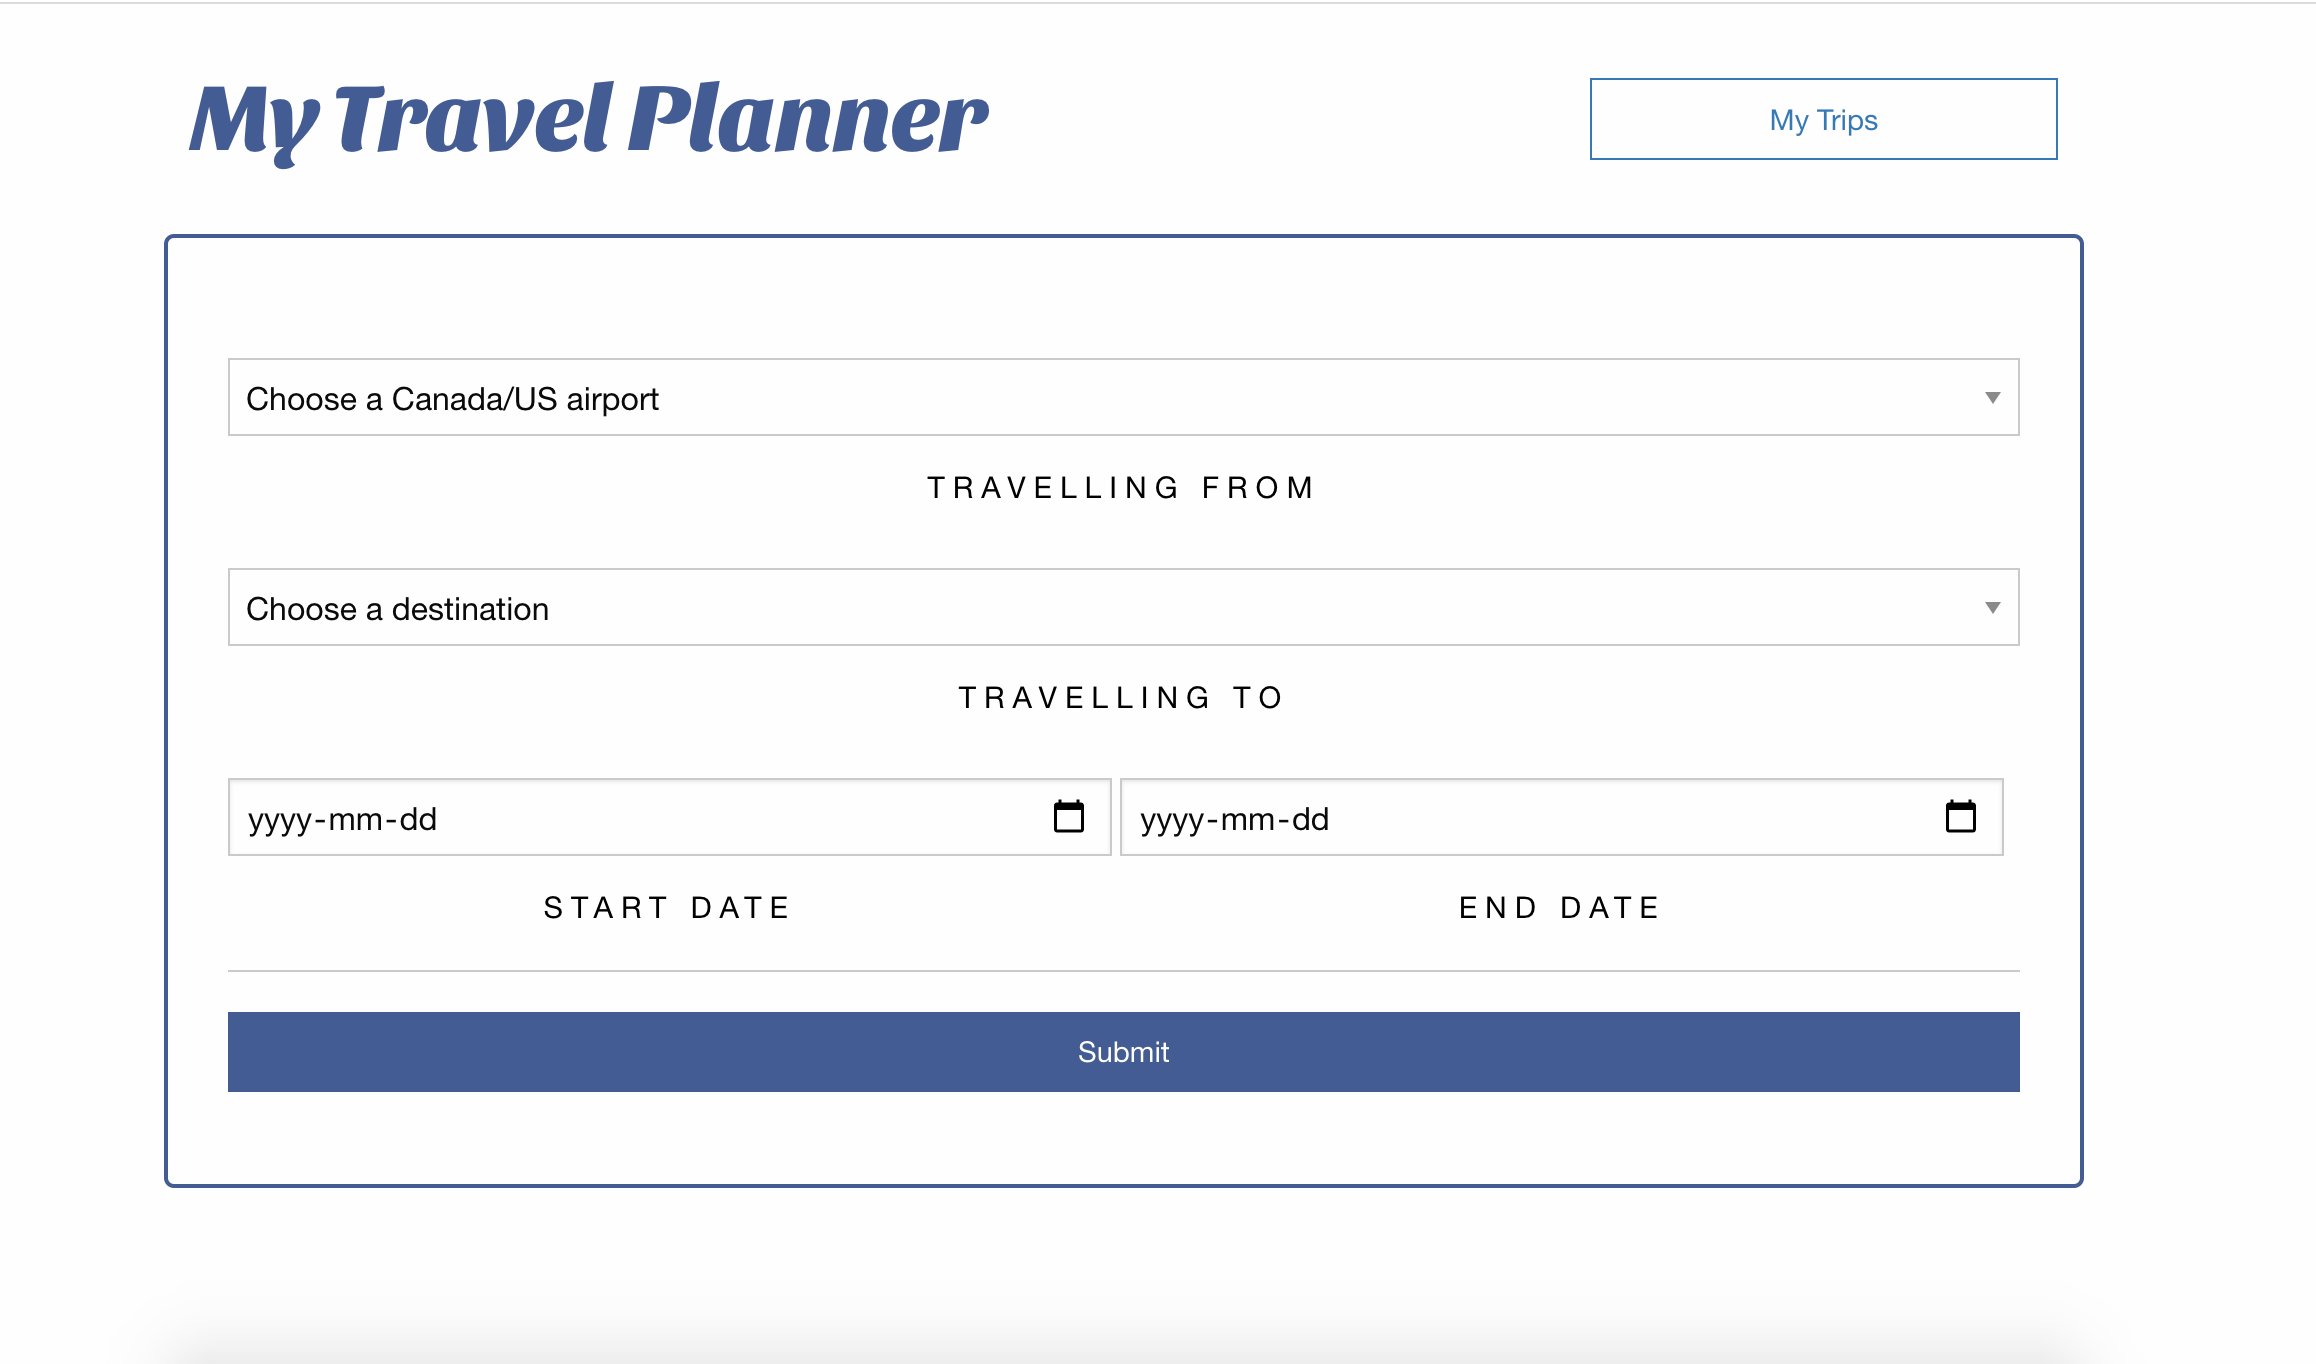 My Travel Planner
My Trips
Choose a Canada/US airport
TRAVELLING FROM
Choose a destination
TRAVELLING TO
yyyy-mm-dd
yyyy-mm-dd
START DATE
END DATE
Submit